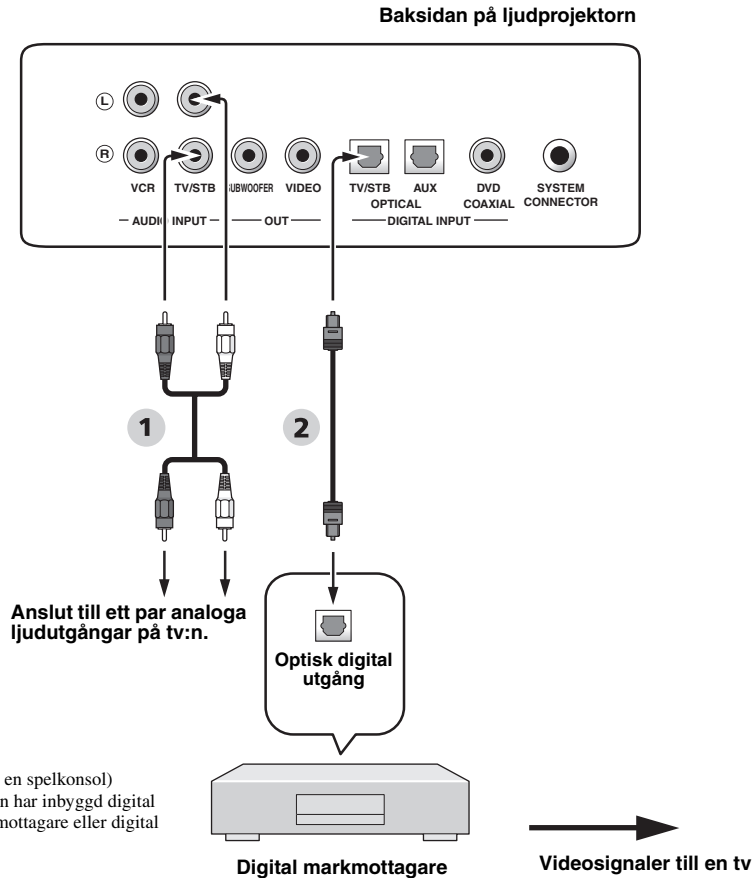 Baksidan på ljudprojektorn
L
R
VCR TV/STB SUBWOOFER VIDEO TV/STB AUX DVD SYSTEM
OPTICAL COAXIAL CONNECTOR
AUDIO INPUT OUT DIGITAL INPUT
1
2
Anslut till ett par analoga
ljudutgångar på tv:n.
Optisk digital
utgång
en spelkonsol)
n har inbyggd digital
mottagare eller digital
Digital markmottagare
Videosignaler till en tv